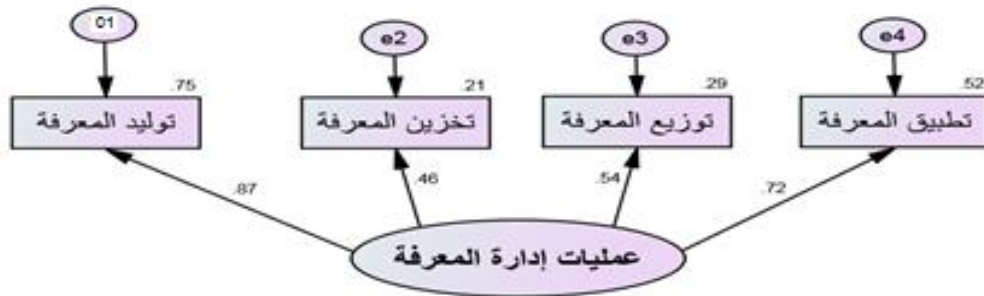 01
e2
e3
e4
.75
.21
.29
.52
توليد المعرفة
تخزين المعرفة
توزيع المعرفة
تطبيق المعرفة
.87
.46
.54
.72
عمليات إدارة المعرفة